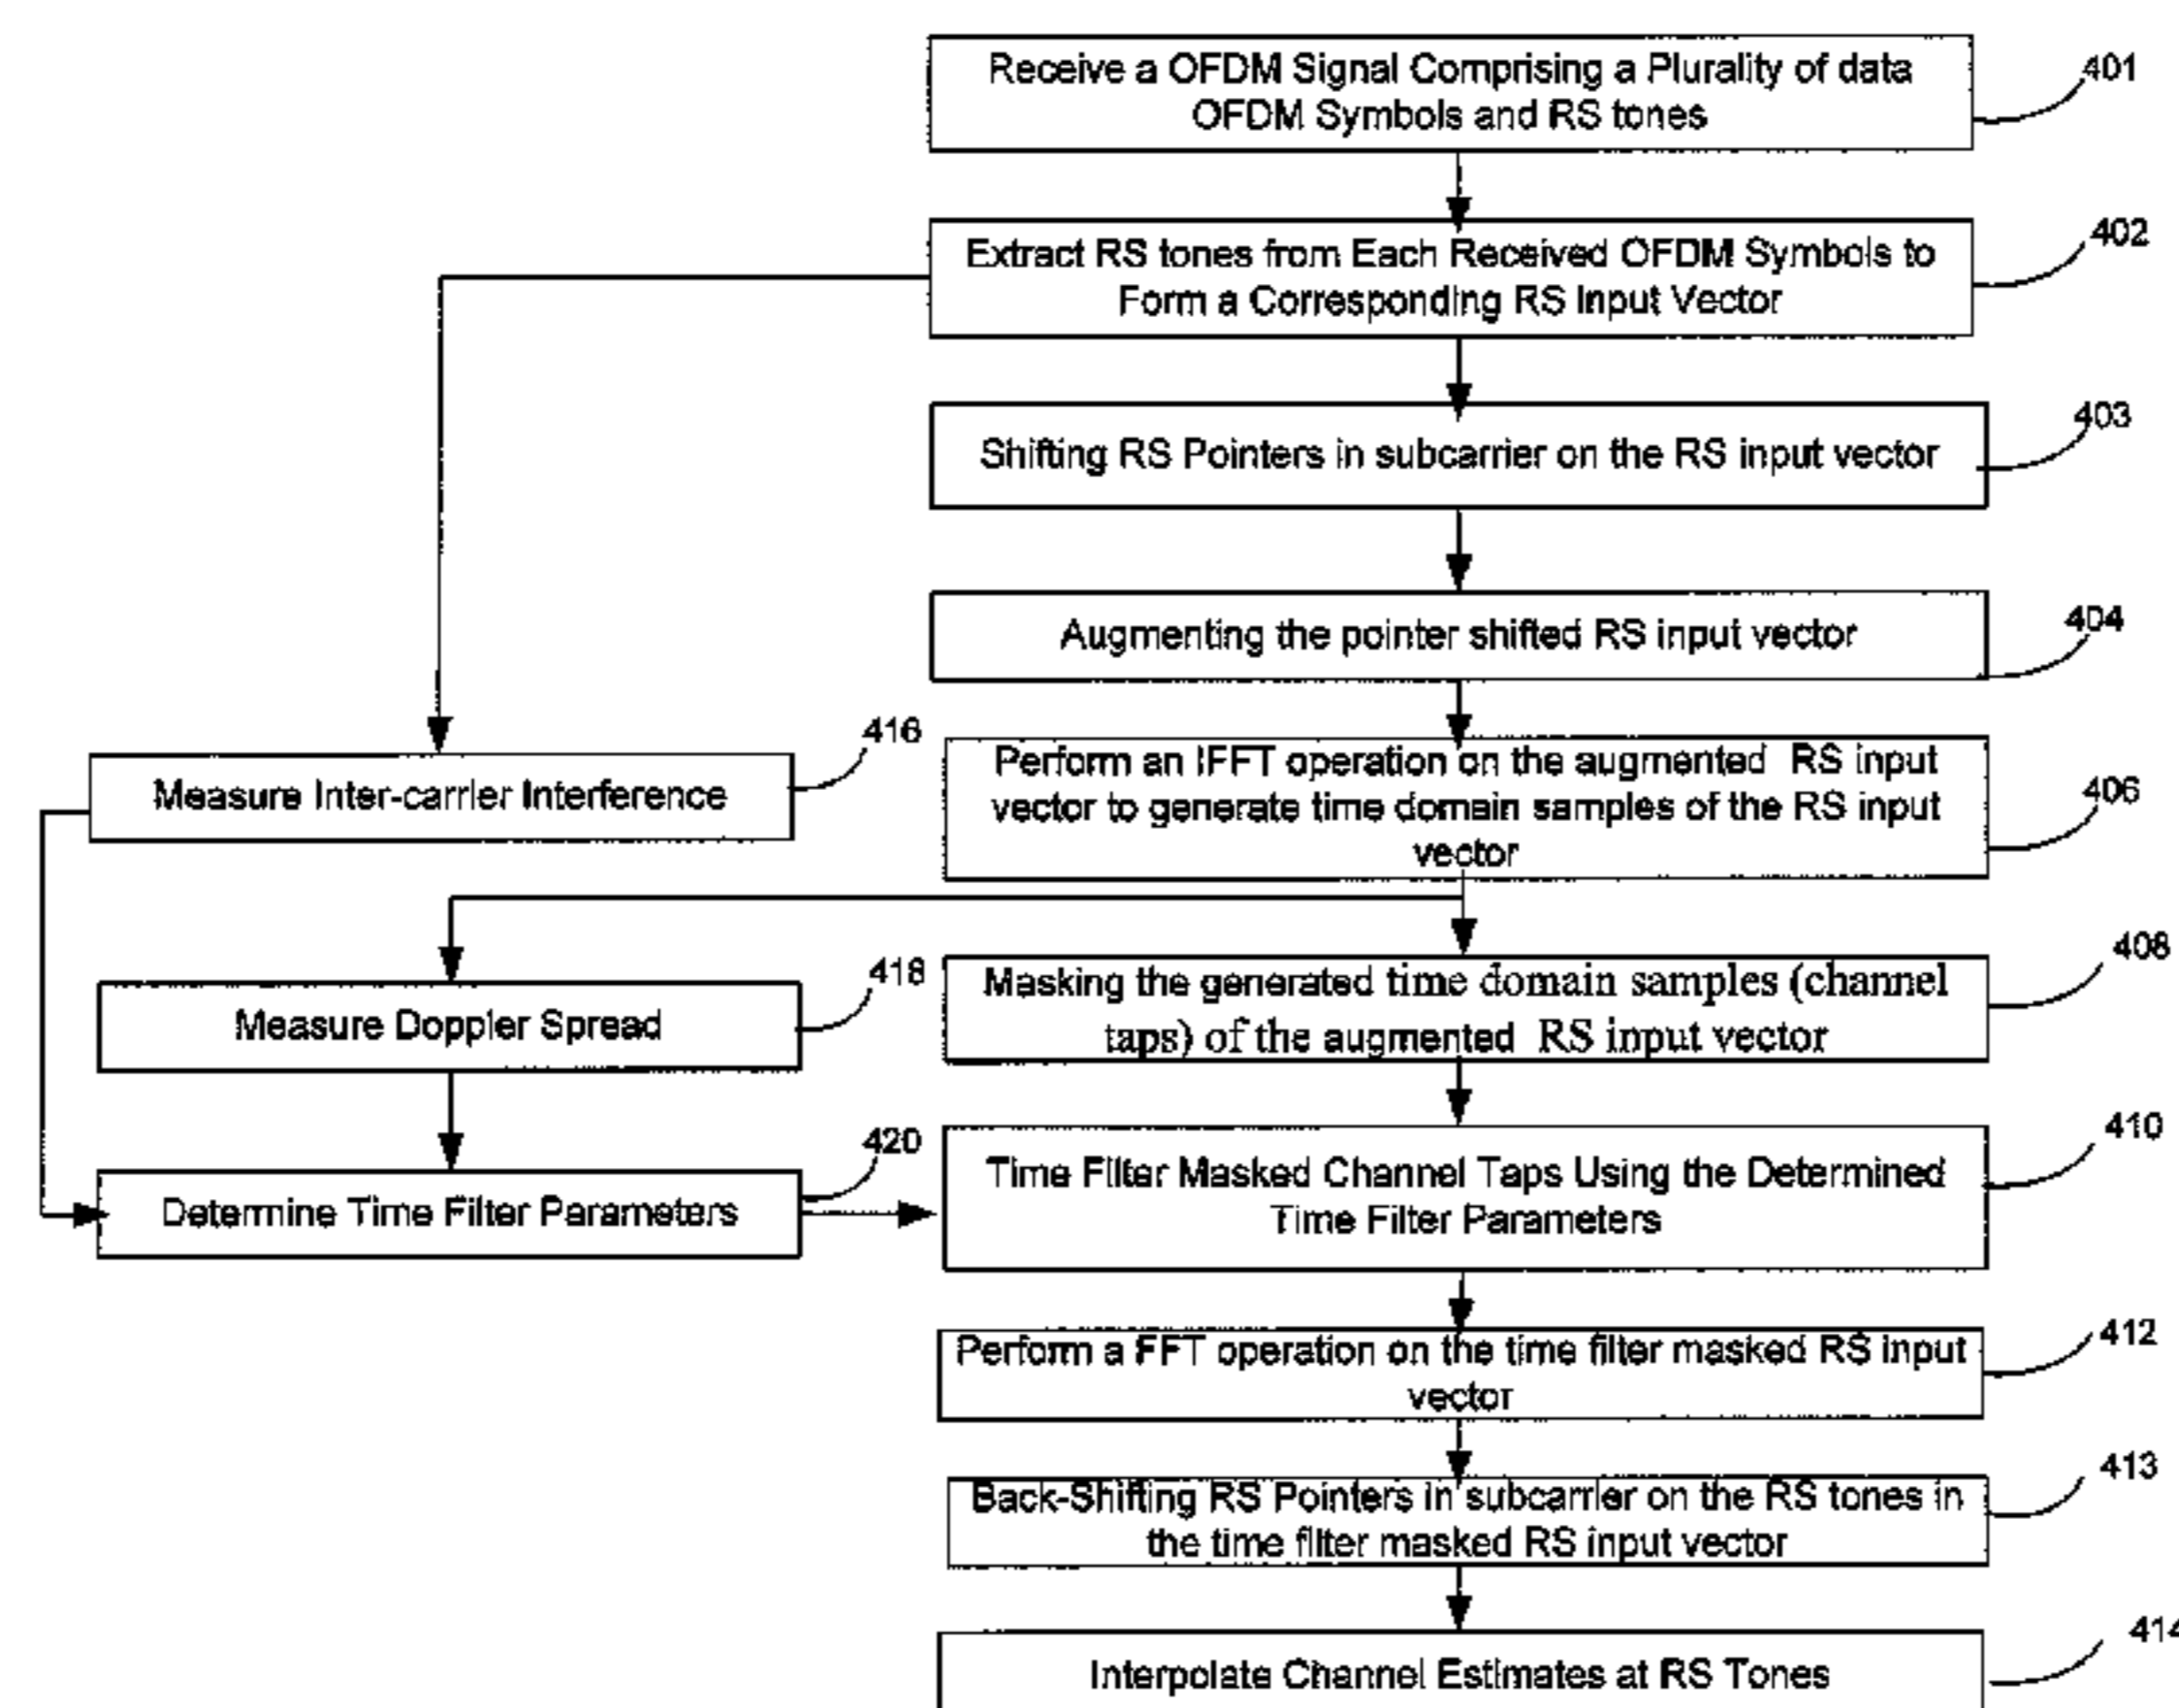 Receive a OFDM Signal Comprising a Plurality of data
OFDM Symbols and RS tones
401
Extract RS tones from Each Received OFDM Symbols to
Form a Corresponding RS Input Vector
402
Shifting RS Pointers in subcarrier on the RS input vector
403
Augmenting the pointer shifted RS input vector
404
Measure Inter-carrier Interference
416
Perform an IFFT operation on the augmented RS input
vector to generate time domain samples of the RS input
vector
406
Measure Doppler Spread
418
Masking the generated time domain samples (channel
taps) of the augmented RS input vector
408
Determine Time Filter Parameters
420
Time Filter Masked Channel Taps Using the Determined
Time Filter Parameters
410
Perform a FFT operation on the time filter masked RS input
vector
412
Back-Shifting RS Pointers in subcarrier on the RS tones in
the time filter masked RS input vector
413
Interpolate Channel Estimates at RS Tones
414